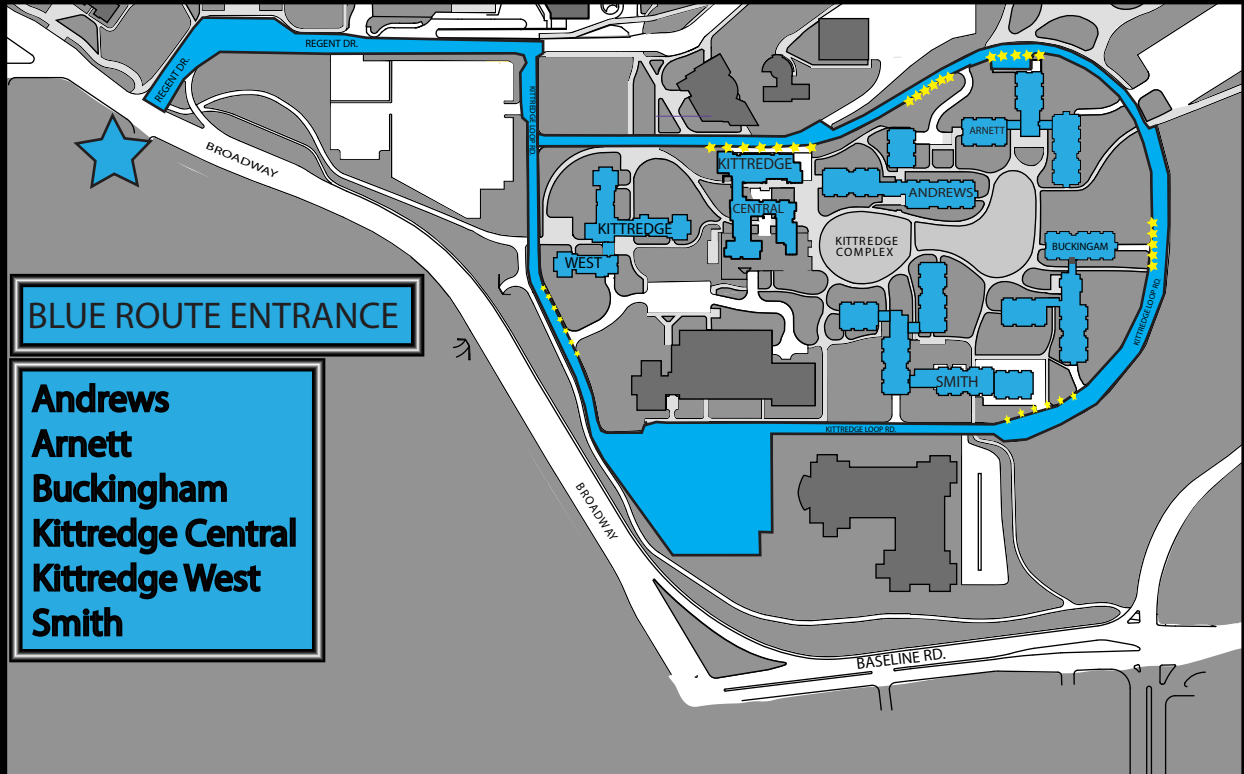 REGENT DR.
REGENT DR.
KITTREDGE LOOP RD.
BROADWAY
KITTREDGE
CENTRAL
ARNETT
ANDREWS
KITTREDGE
WEST
KITTREDGE
COMPLEX
BUCKINGAM
KITTREDGE LOOP RD.
BLUE ROUTE ENTRANCE
SMITH
KITTREDGE LOOP RD.
Andrews
Arnett
Buckingham
Kittredge Central
Kittredge West
Smith
BROADWAY
BASELINE RD.